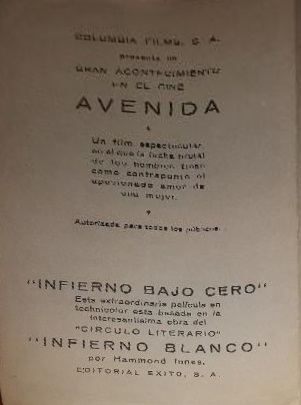 COLUMBIA FILMS, S. A.
presenta un
GRAN ACONTECIMIENTO
EN EL CINE
AVENIDA
Un film espectacular,
en el que la lucha brutal
de los hombres tiene
como contrapunto el
apasionado amor de
una mujer.
Autorizada para todos los públicos.
"INFIERNO BAJO CERO"
Esta extraordinaria película en
technicolor esta basada en la
interesantísima obra del
"CIRCULO LITERARIO"
"INFIERNO BLANCO"
por Hammond Innes.
EDITORIAL EXITO, S. A.